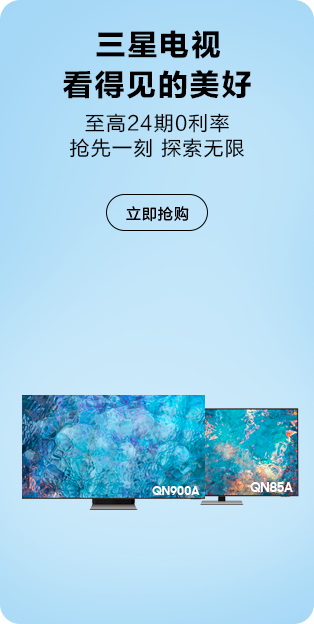 三星电视
看得见的美好
至高24期0利率
抢先一刻 探索无限
立即抢购
QN900A
QN85A